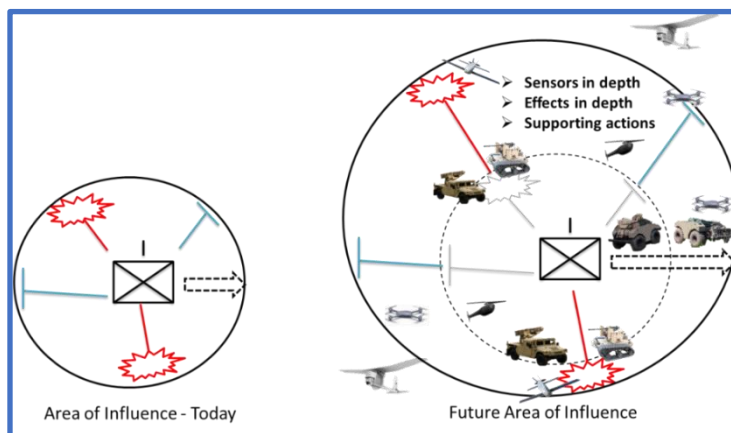 Sensors in depth
Effects in depth
Supporting actions
I
I
Area of Influence - Today
Future Area of Influence